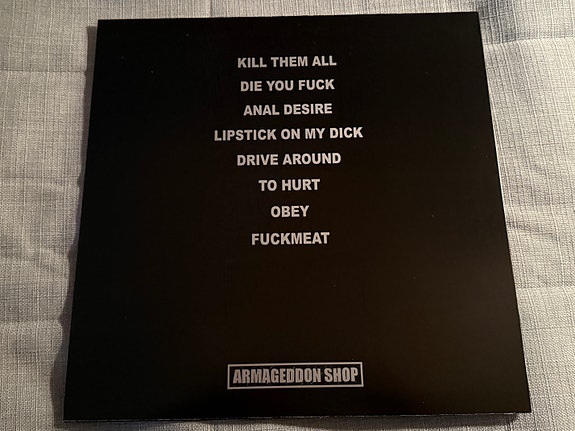 KILL THEM ALL
DIE YOU FUCK
ANAL DESIRE
LIPSTICK ON MY DICK
DRIVE AROUND
TO HURT
OBEY
FUCKMEAT
ARMAGEDDON SHOP